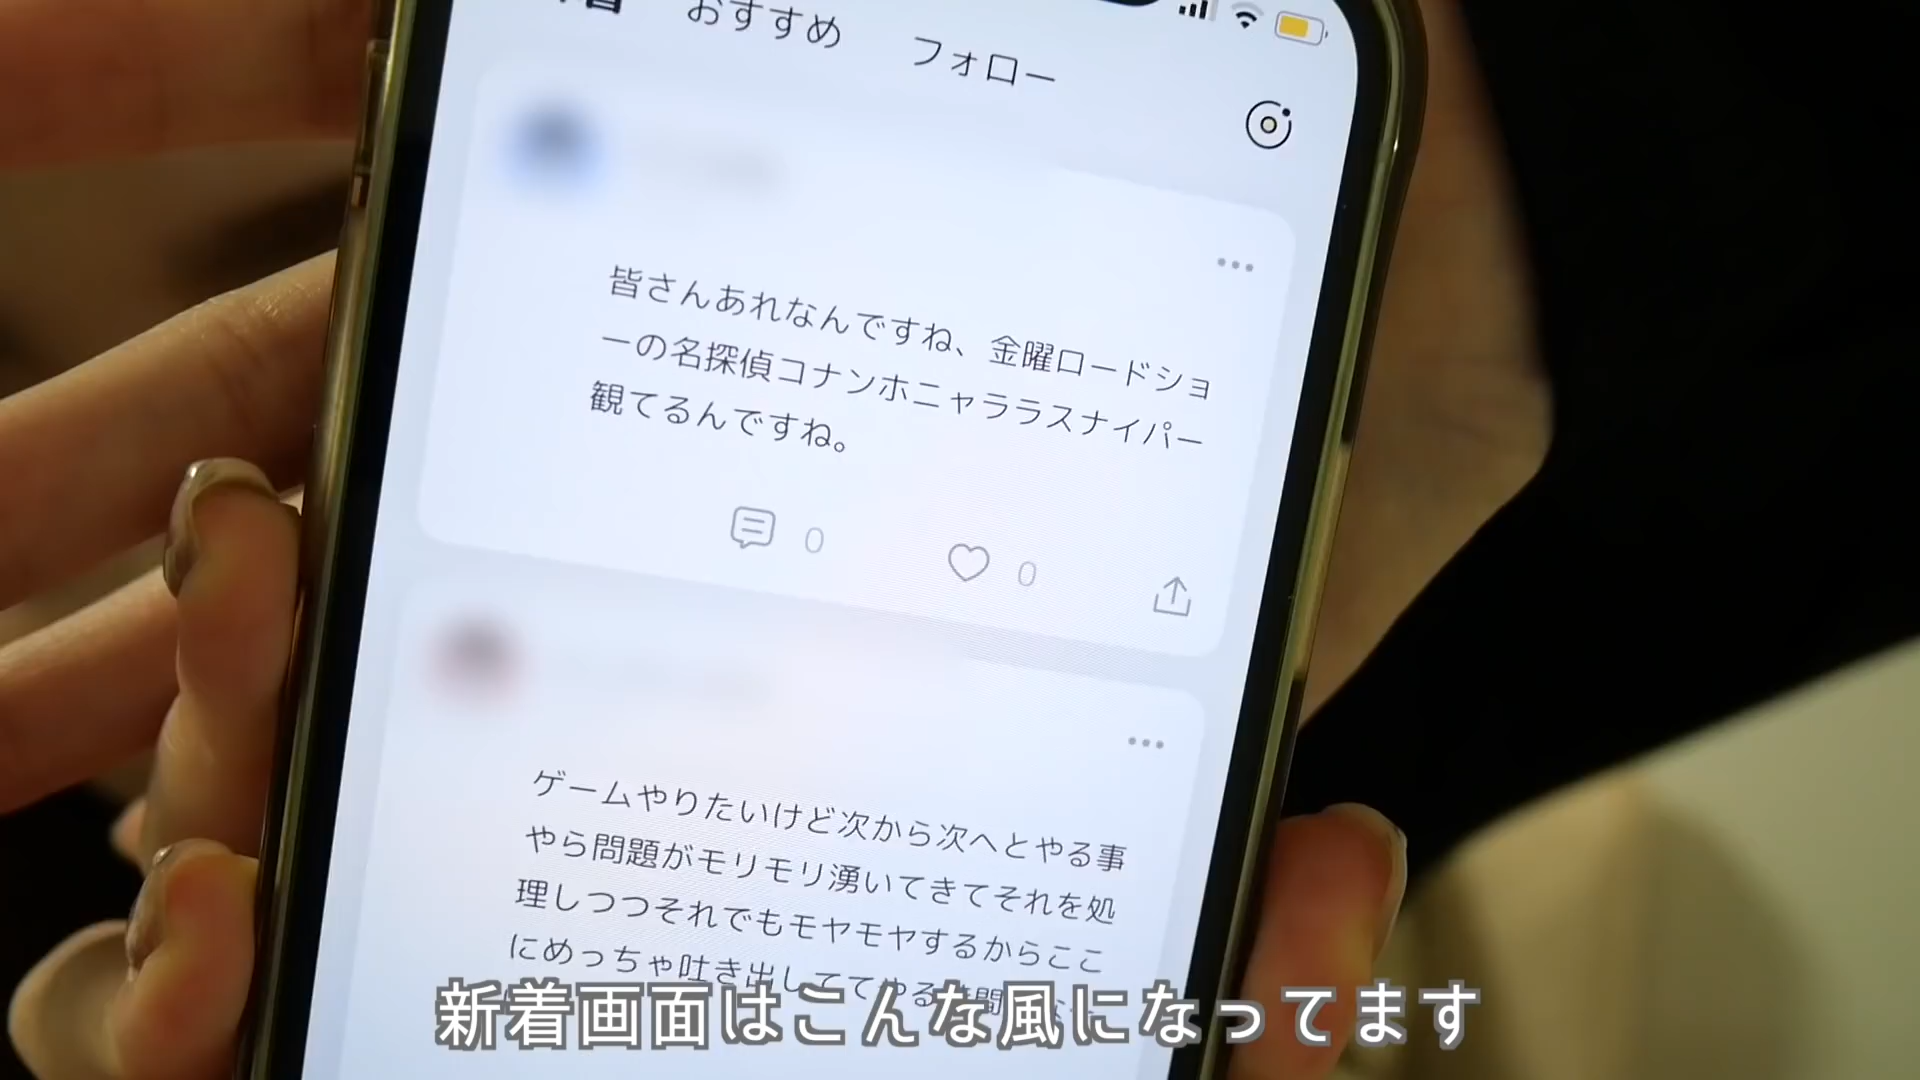 おすすめ
フォロー
皆さんあれなんですね、金曜ロードショ
ーの名探偵コナンホニャララスナイパー
観てるんですね。
0
0
ゲームやりたいけど次から次へとやる事
やら問題がモリモリ湧いてきてそれを処
理しつつそれでもモヤモヤするからここ
にめっちゃ吐き出してて
新着画面はこんな風になってます